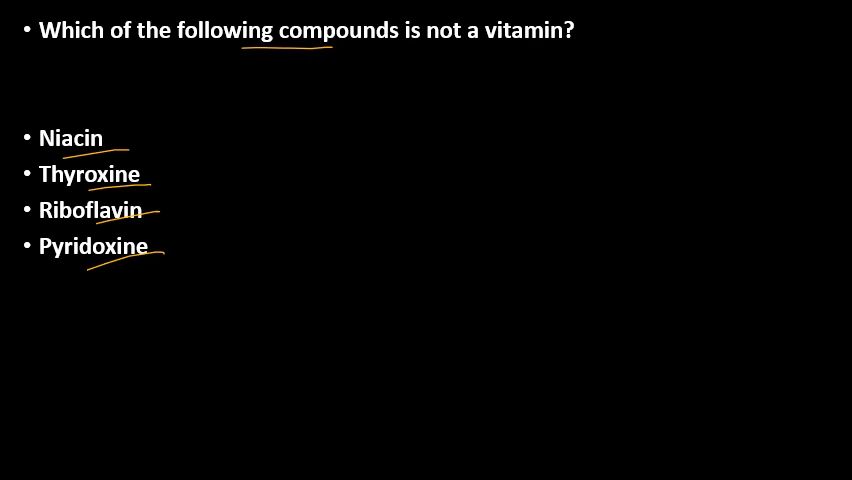 • Which of the following compounds is not a vitamin?
• Niacin
• Thyroxine
• Riboflavin
• Pyridoxine